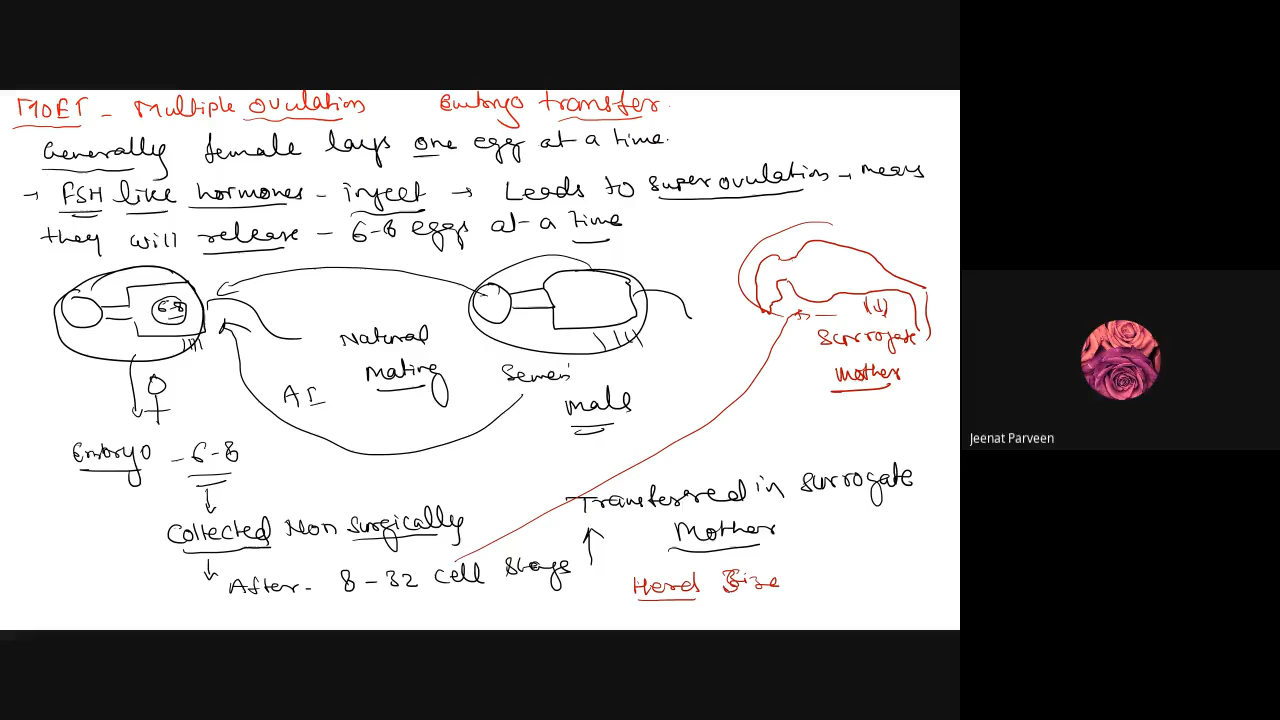 MOET - Multiple ovulation Embryo transfer.
Generally female lays one egg at a time.
→ FSH like hormones - inject → Leads to super ovulation → means
they will release - 6-8 eggs at a time
6-8
Natural
Mating
AI
Semen
male
Surrogate
Mother
Embryo - 6-8
Collected Non surgically
After - 8-32 cell stage
Transferred in surrogate
Mother
Herd Size
Jeenat Parveen